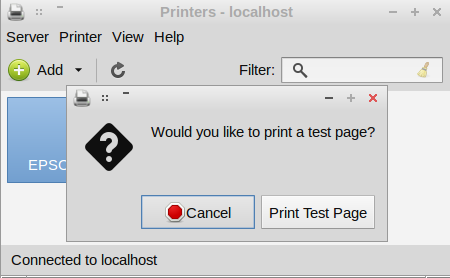 Printers - localhost
Server Printer View Help
Add Filter:
Would you like to print a test page?
Cancel Print Test Page
Connected to localhost